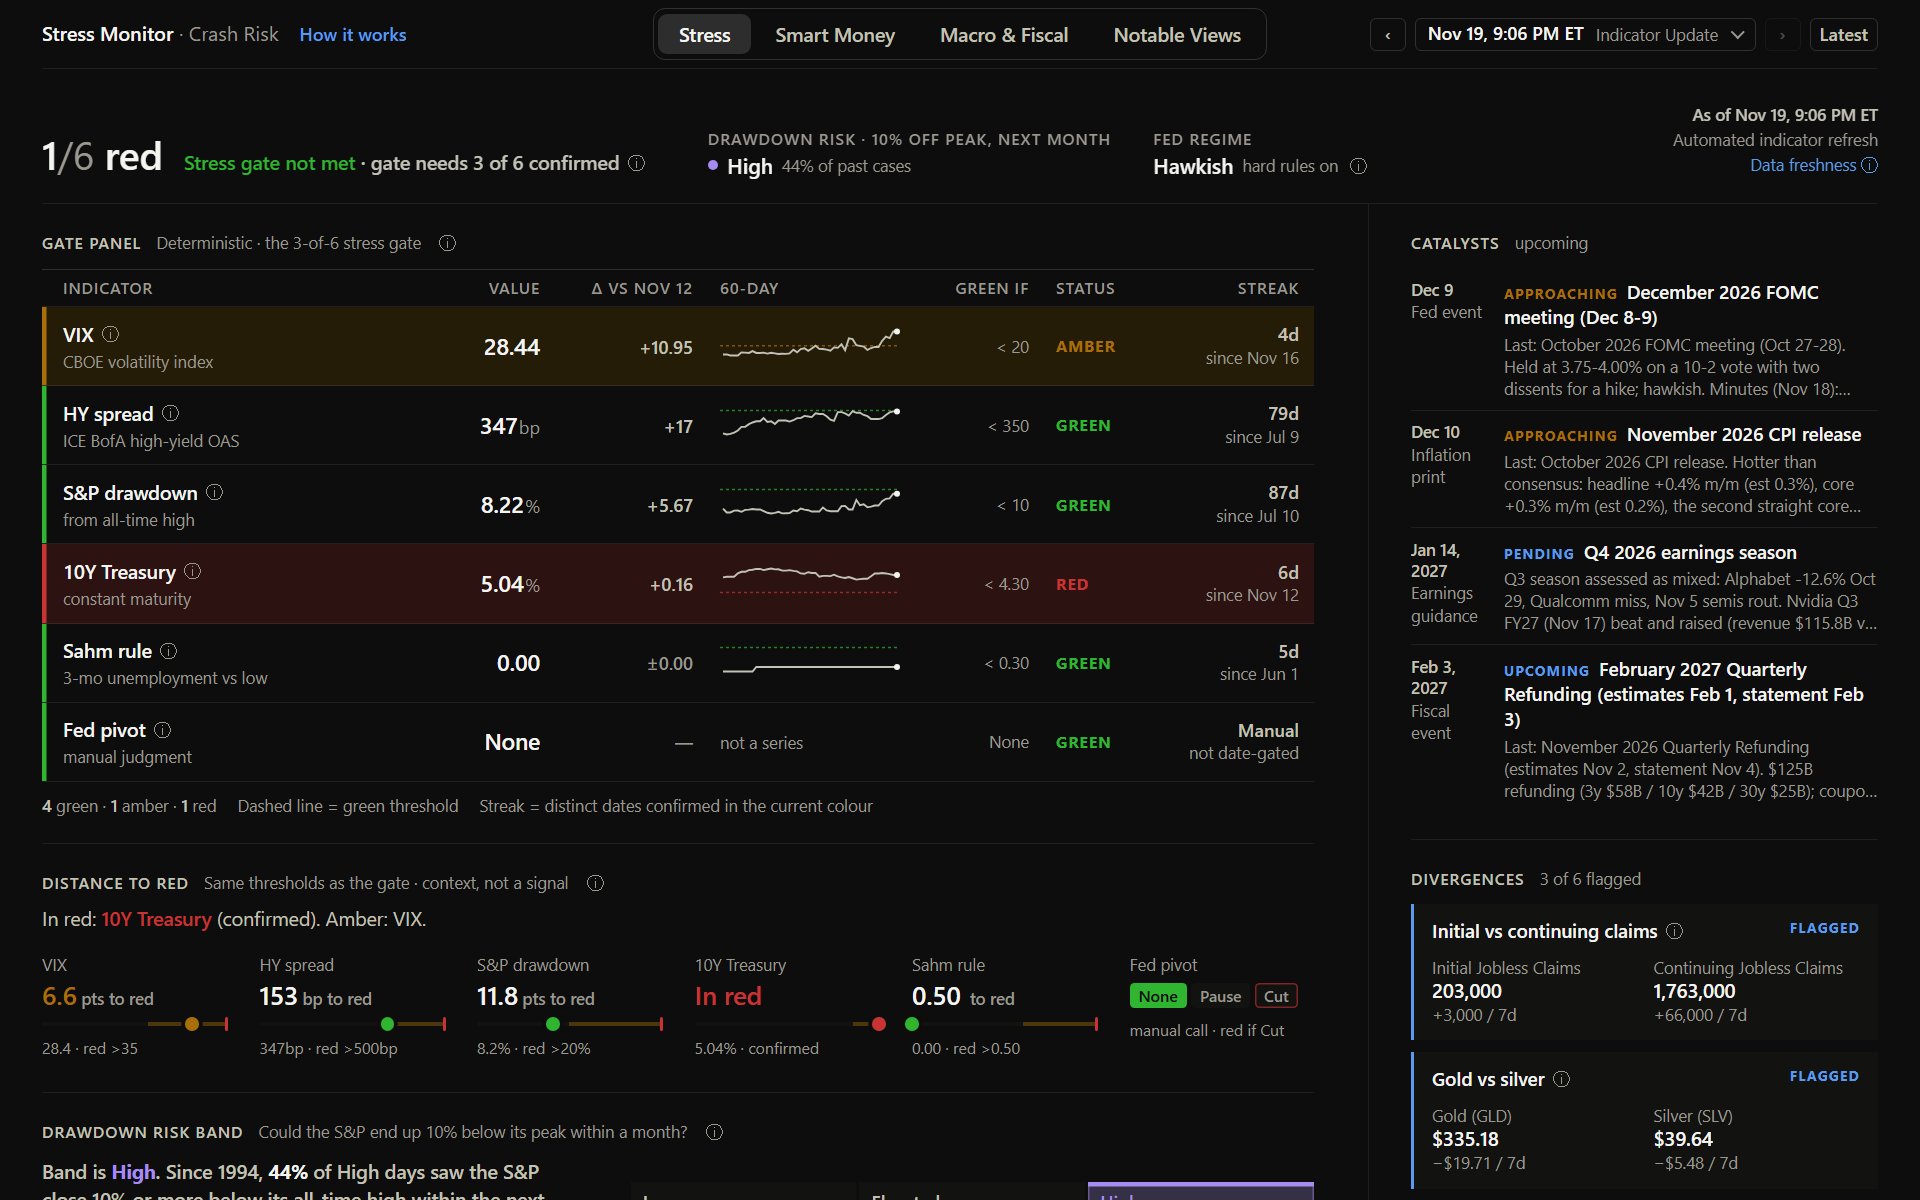 Stress Monitor · Crash Risk How it works
Stress Smart Money Macro & Fiscal Notable Views
‹ Nov 19, 9:06 PM ET Indicator Update › Latest
1/6 red Stress gate not met · gate needs 3 of 6 confirmed
DRAWDOWN RISK · 10% OFF PEAK, NEXT MONTH
High 44% of past cases
FED REGIME
Hawkish hard rules on
As of Nov 19, 9:06 PM ET
Automated indicator refresh
Data freshness
GATE PANEL Deterministic · the 3-of-6 stress gate
INDICATOR VALUE Δ VS NOV 12 60-DAY GREEN IF STATUS STREAK
VIX 28.44 +10.95 < 20 AMBER 4d
CBOE volatility index since Nov 16
HY spread 347bp +17 < 350 GREEN 79d
ICE BofA high-yield OAS since Jul 9
S&P drawdown 8.22% +5.67 < 10 GREEN 87d
from all-time high since Jul 10
10Y Treasury 5.04% +0.16 < 4.30 RED 6d
constant maturity since Nov 12
Sahm rule 0.00 ±0.00 < 0.30 GREEN 5d
3-mo unemployment vs low since Jun 1
Fed pivot None — not a series None GREEN Manual
manual judgment not date-gated
4 green · 1 amber · 1 red Dashed line = green threshold Streak = distinct dates confirmed in the current colour
DISTANCE TO RED Same thresholds as the gate · context, not a signal
In red: 10Y Treasury (confirmed). Amber: VIX.
VIX
6.6 pts to red
28.4 · red >35
HY spread
153 bp to red
347bp · red >500bp
S&P drawdown
11.8 pts to red
8.2% · red >20%
10Y Treasury
In red
5.04% · confirmed
Sahm rule
0.50 to red
0.00 · red >0.50
Fed pivot
None Pause Cut
manual call · red if Cut
DRAWDOWN RISK BAND Could the S&P end up 10% below its peak within a month?
Band is High. Since 1994, 44% of High days saw the S&P
close 10% or more below its all-time high within the next
CATALYSTS upcoming
Dec 9
Fed event
APPROACHING December 2026 FOMC
meeting (Dec 8-9)
Last: October 2026 FOMC meeting (Oct 27-28).
Held at 3.75-4.00% on a 10-2 vote with two
dissents for a hike; hawkish. Minutes (Nov 18):...
Dec 10
Inflation
print
APPROACHING November 2026 CPI release
Last: October 2026 CPI release. Hotter than
consensus: headline +0.4% m/m (est 0.3%), core
+0.3% m/m (est 0.2%), the second straight core...
Jan 14,
2027
Earnings
guidance
PENDING Q4 2026 earnings season
Q3 season assessed as mixed: Alphabet -12.6% Oct
29, Qualcomm miss, Nov 5 semis rout. Nvidia Q3
FY27 (Nov 17) beat and raised (revenue $115.8B v...
Feb 3,
2027
Fiscal
event
UPCOMING February 2027 Quarterly
Refunding (estimates Feb 1, statement Feb
3)
Last: November 2026 Quarterly Refunding
(estimates Nov 2, statement Nov 4). $125B
refunding (3y $58B / 10y $42B / 30y $25B); coupo...
DIVERGENCES 3 of 6 flagged
Initial vs continuing claims FLAGGED
Initial Jobless Claims Continuing Jobless Claims
203,000 1,763,000
+3,000 / 7d +66,000 / 7d
Gold vs silver FLAGGED
Gold (GLD) Silver (SLV)
$335.18 $39.64
−$19.71 / 7d −$5.48 / 7d